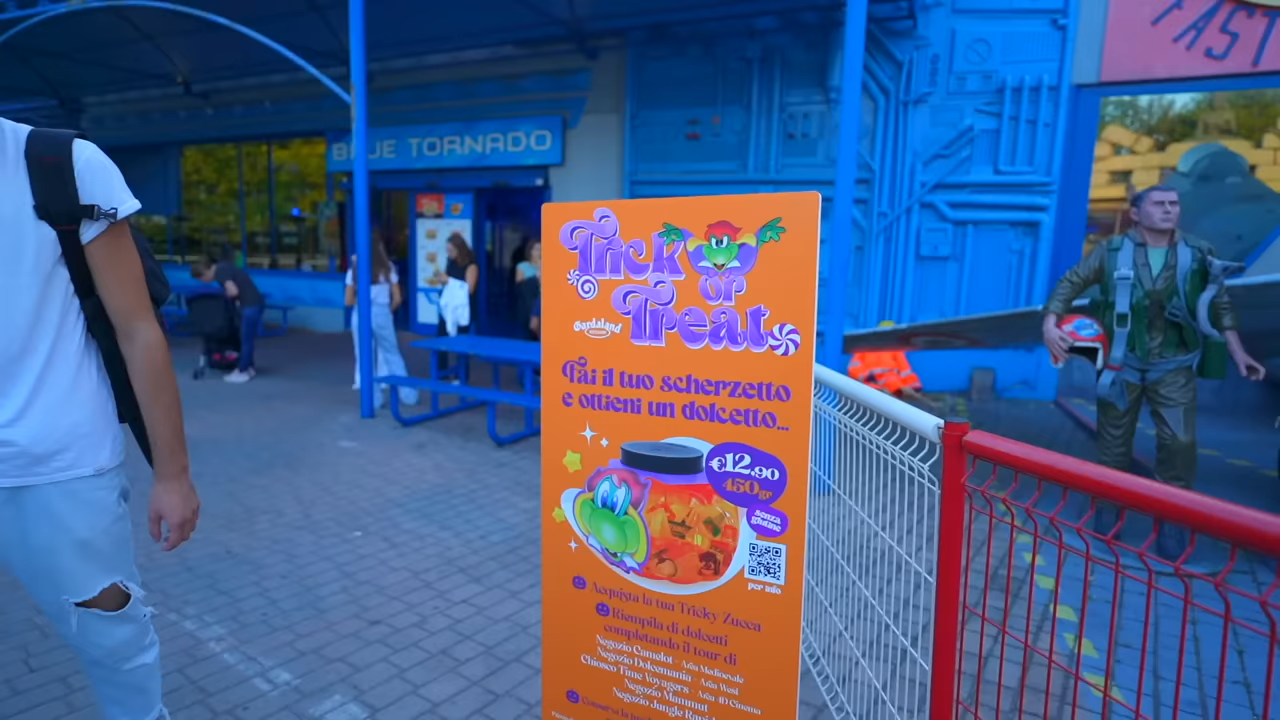 FAST
BLUE TORNADO
Trick
or
Treat
Gardaland
Fai il tuo scherzetto
e ottieni un dolcetto...
€12,90
450gr
senza
glutine
per info
Acquista la tua Tricky Zucca
Riempila di dolcetti
completando il tour di
Negozio Camelot - Area Medioevale
Negozio Dolcemania - Area West
Chiosco Time Voyagers - Area 4D Cinema
Negozio Mammut
Negozio Jungle Rapid